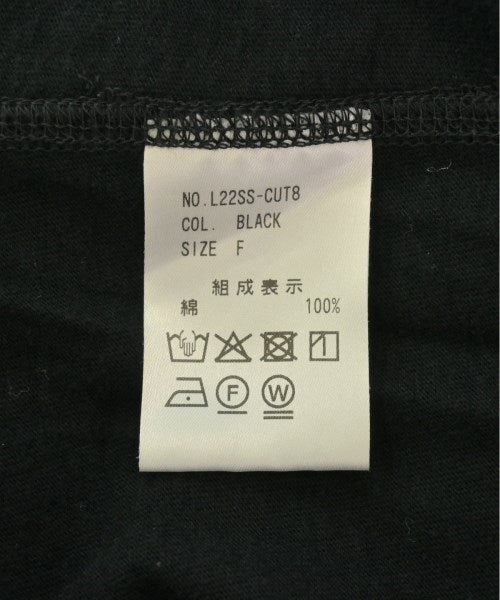 NO.L22SS-CUT8
COL. BLACK
SIZE F
組成表示
綿 100%
F W